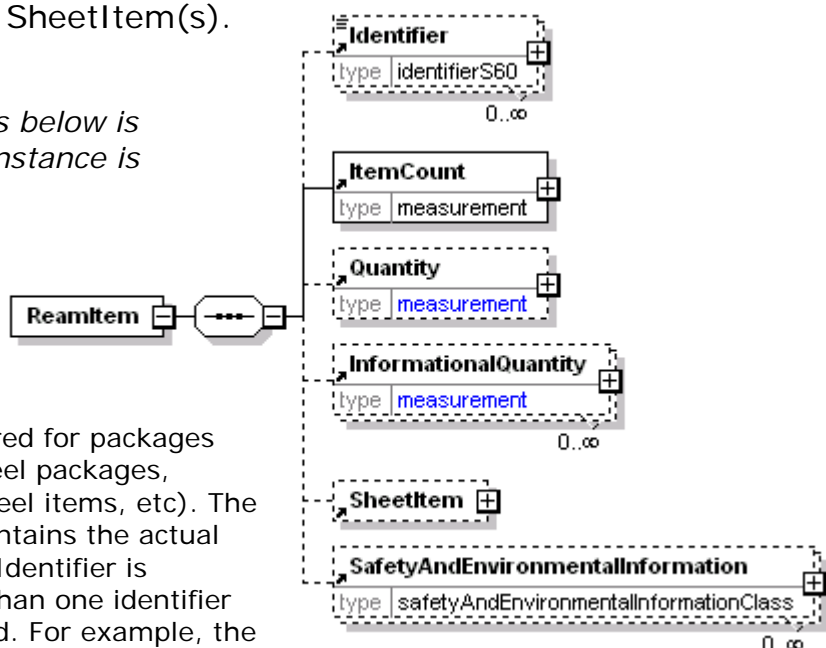 SheetItem(s).
s below is
nstance is
red for packages
eel packages,
eel items, etc). The
ntains the actual
Identifier is
han one identifier
d. For example, the
ReamItem
Identifier
type identifierS60
0..∞
ItemCount
type measurement
Quantity
type measurement
InformationalQuantity
type measurement
0..∞
SheetItem
SafetyAndEnvironmentalInformation
type safetyAndEnvironmentalInformationClass
0..∞